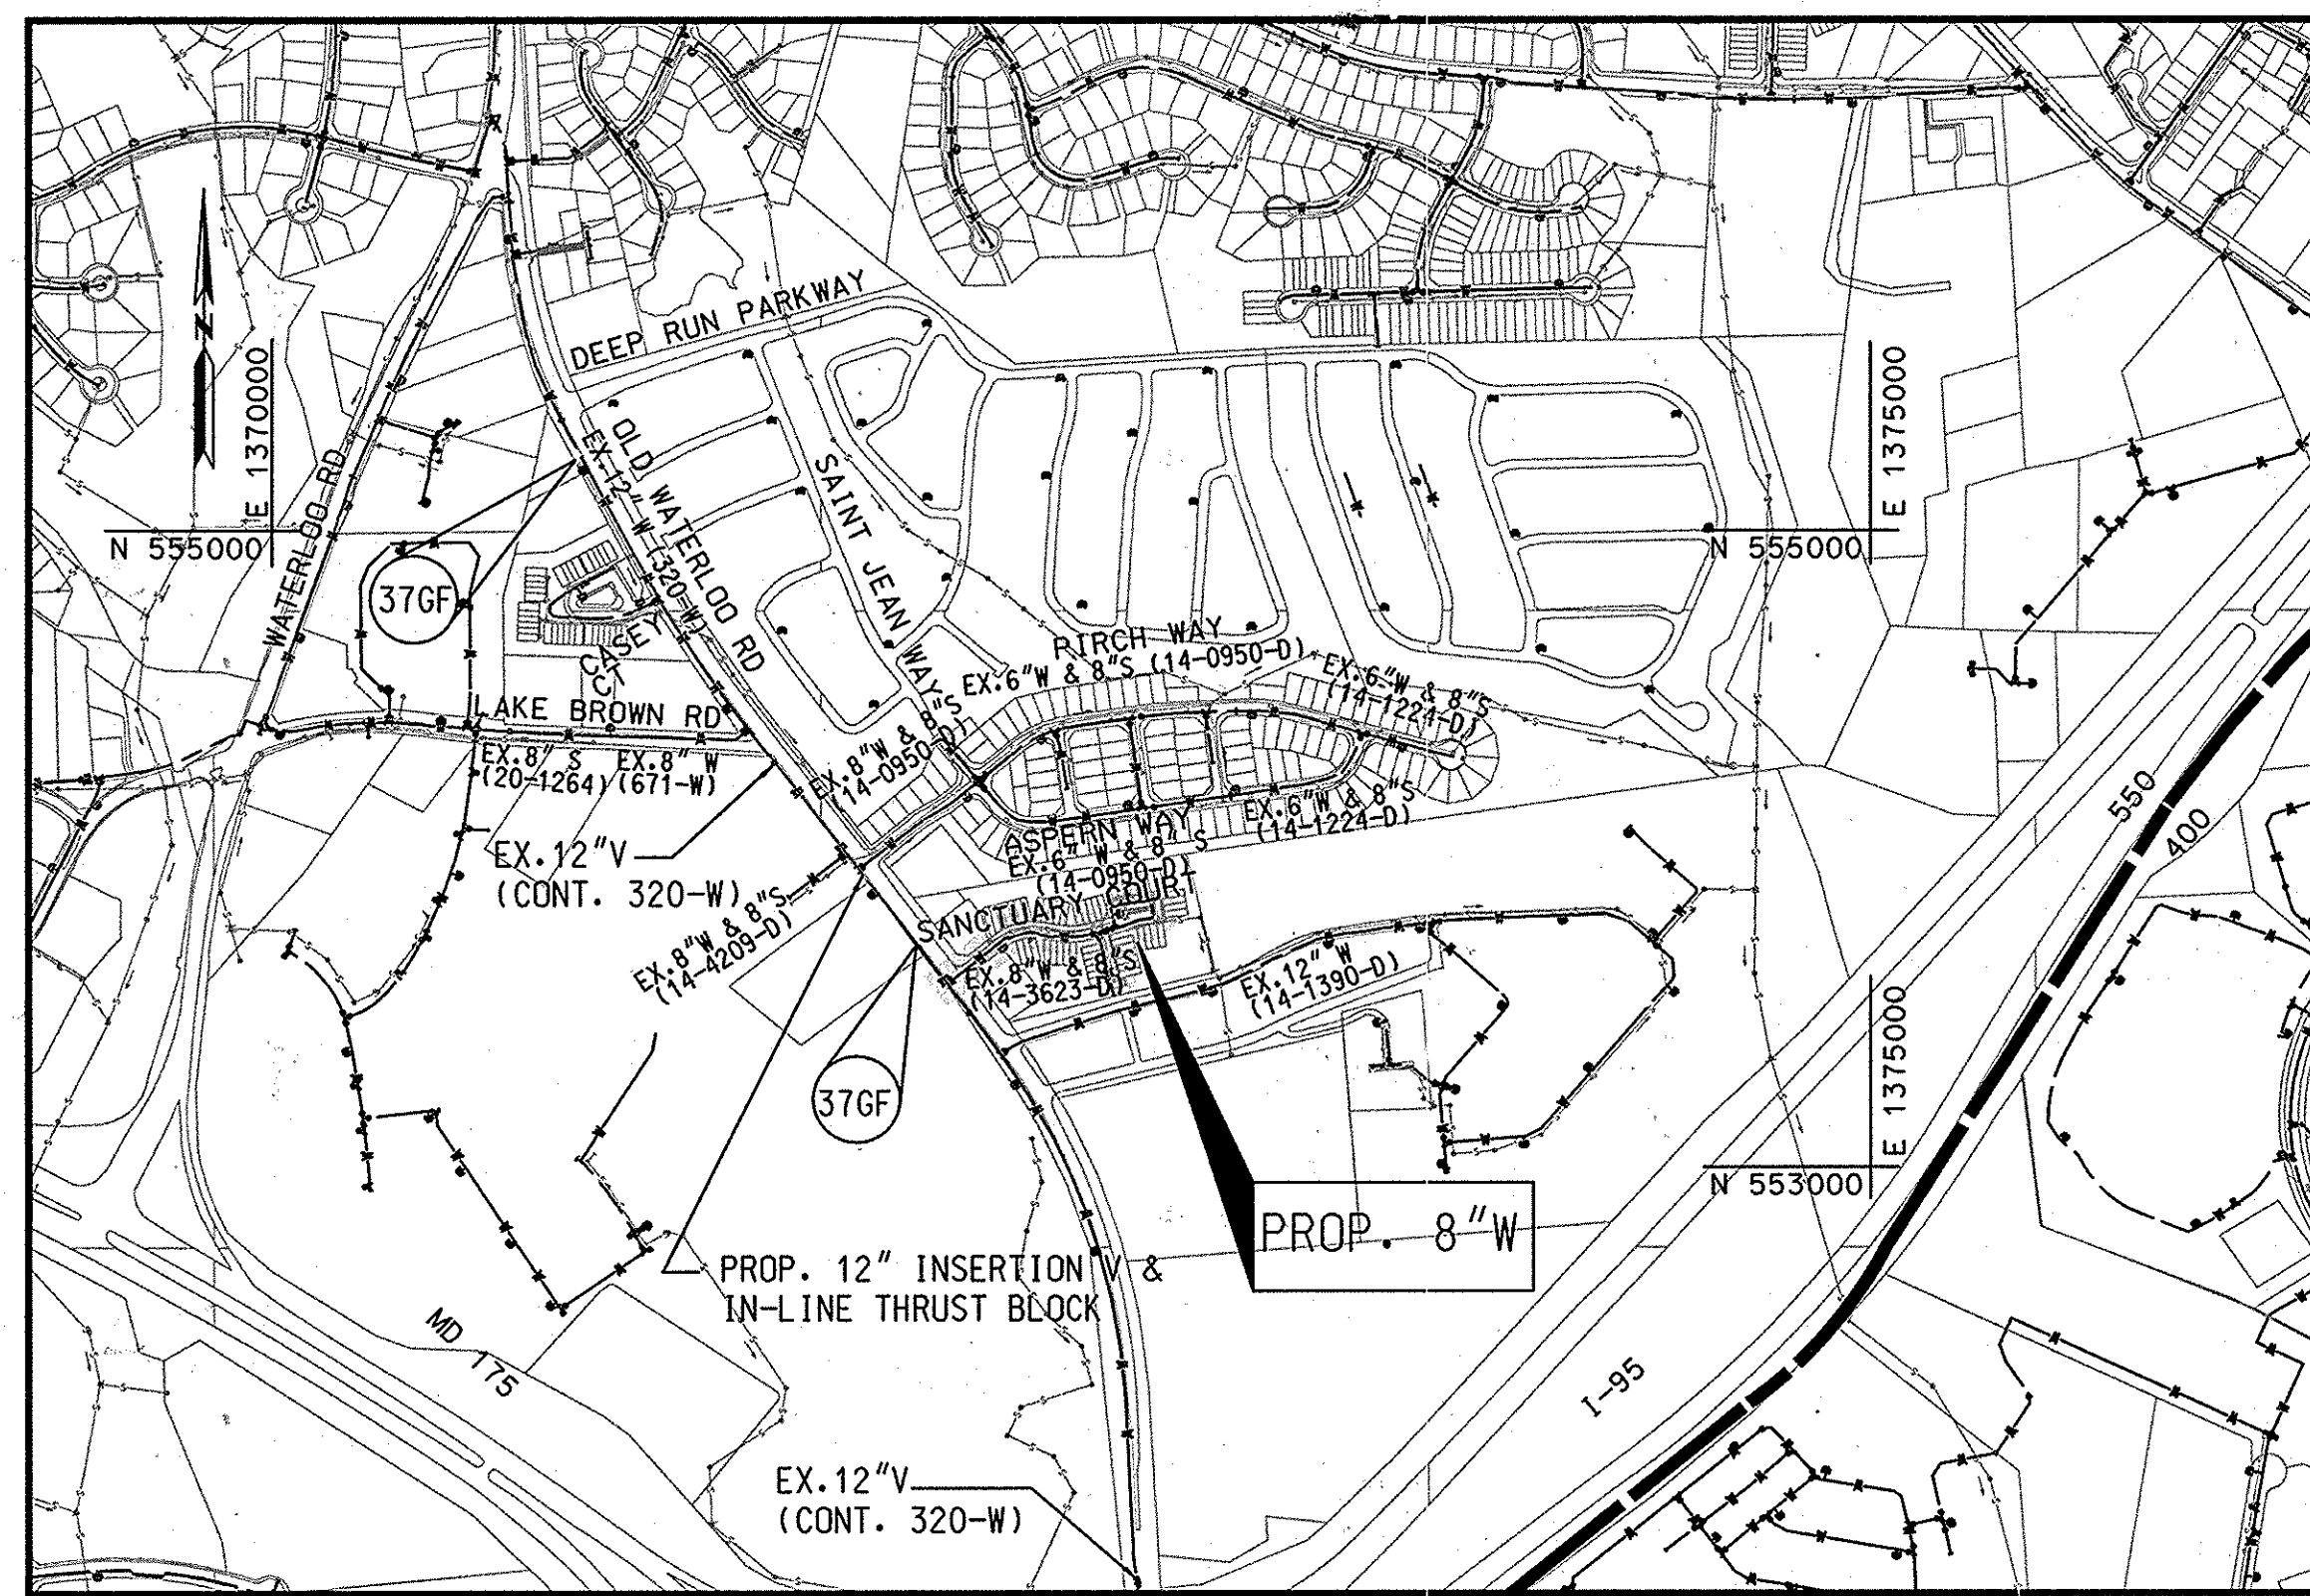 DEEP RUN PARKWAY
N
E 1370000
N 555000
WATERLOO RD
OLD WATERLOO RD
EX.12"W (320-W)
SAINT JEAN WAY
E 1375000
N 555000
37GF
CASEY
CT
PIRCH WAY
EX.6"W & 8"S (14-0950-D)
EX.6"W & 8"S
(14-1224-D)
LAKE BROWN RD
EX.8" S
(20-1264)
EX.8" W
(671-W)
EX.8"W & 8"S
(14-0950-D)
EX.12"V
(CONT. 320-W)
ASPERN WAY
EX.6" W & 8" S
(14-0950-D)
EX.6"W & 8"S
(14-1224-D)
EX.8"W & 8"S
(14-4209-D)
SANCTUARY COURT
EX.8"W & 8"S
(14-3623-D)
EX.12" W
(14-1390-D)
550
400
37GF
E 1375000
N 553000
PROP. 8"W
PROP. 12" INSERTION V &
IN-LINE THRUST BLOCK
MD 175
I-95
EX.12"V
(CONT. 320-W)